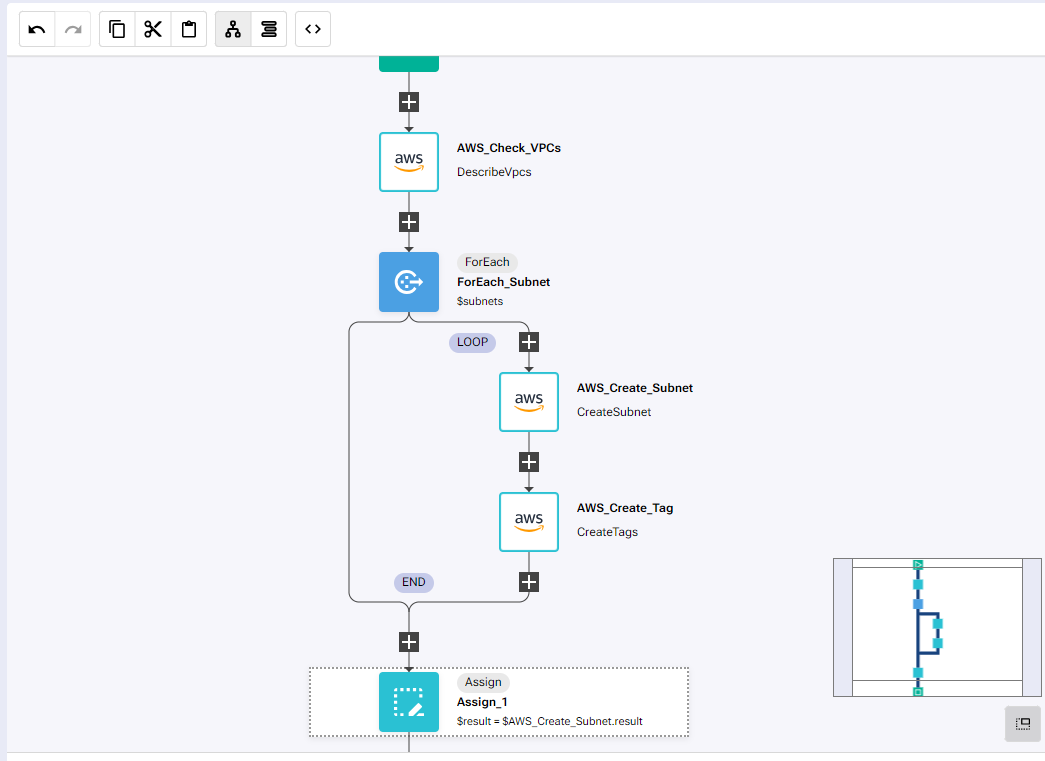 aws
AWS_Check_VPCs
DescribeVpcs
ForEach
ForEach_Subnet
$subnets
LOOP
aws
AWS_Create_Subnet
CreateSubnet
aws
AWS_Create_Tag
CreateTags
END
Assign
Assign_1
$result = $AWS_Create_Subnet.result